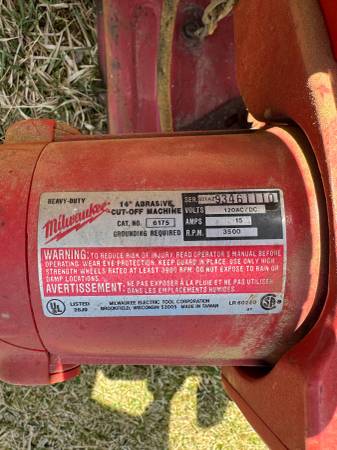 HEAVY-DUTY
Milwaukee
14" ABRASIVE
CUT-OFF MACHINE
CAT. NO. 6175
GROUNDING REQUIRED
SER. 93461110
VOLTS 120AC/DC
AMPS 15
R.P.M. 3500
WARNING: TO REDUCE RISK OF INJURY, READ OPERATOR'S MANUAL BEFORE
OPERATING. WEAR EYE PROTECTION. KEEP GUARD IN PLACE. USE ONLY HIGH
STRENGTH WHEELS RATED AT LEAST 3900 RPM. DO NOT EXPOSE TO RAIN OR
DAMP LOCATIONS.
AVERTISSEMENT: NE PAS EXPOSER À LA PLUIE ET NE PAS UTILISER
DANS LES EMPLACEMENTS HUMIDES.
UL LISTED
MILWAUKEE ELECTRIC TOOL CORPORATION
BROOKFIELD, WISCONSIN 53005 MADE IN TAIWAN